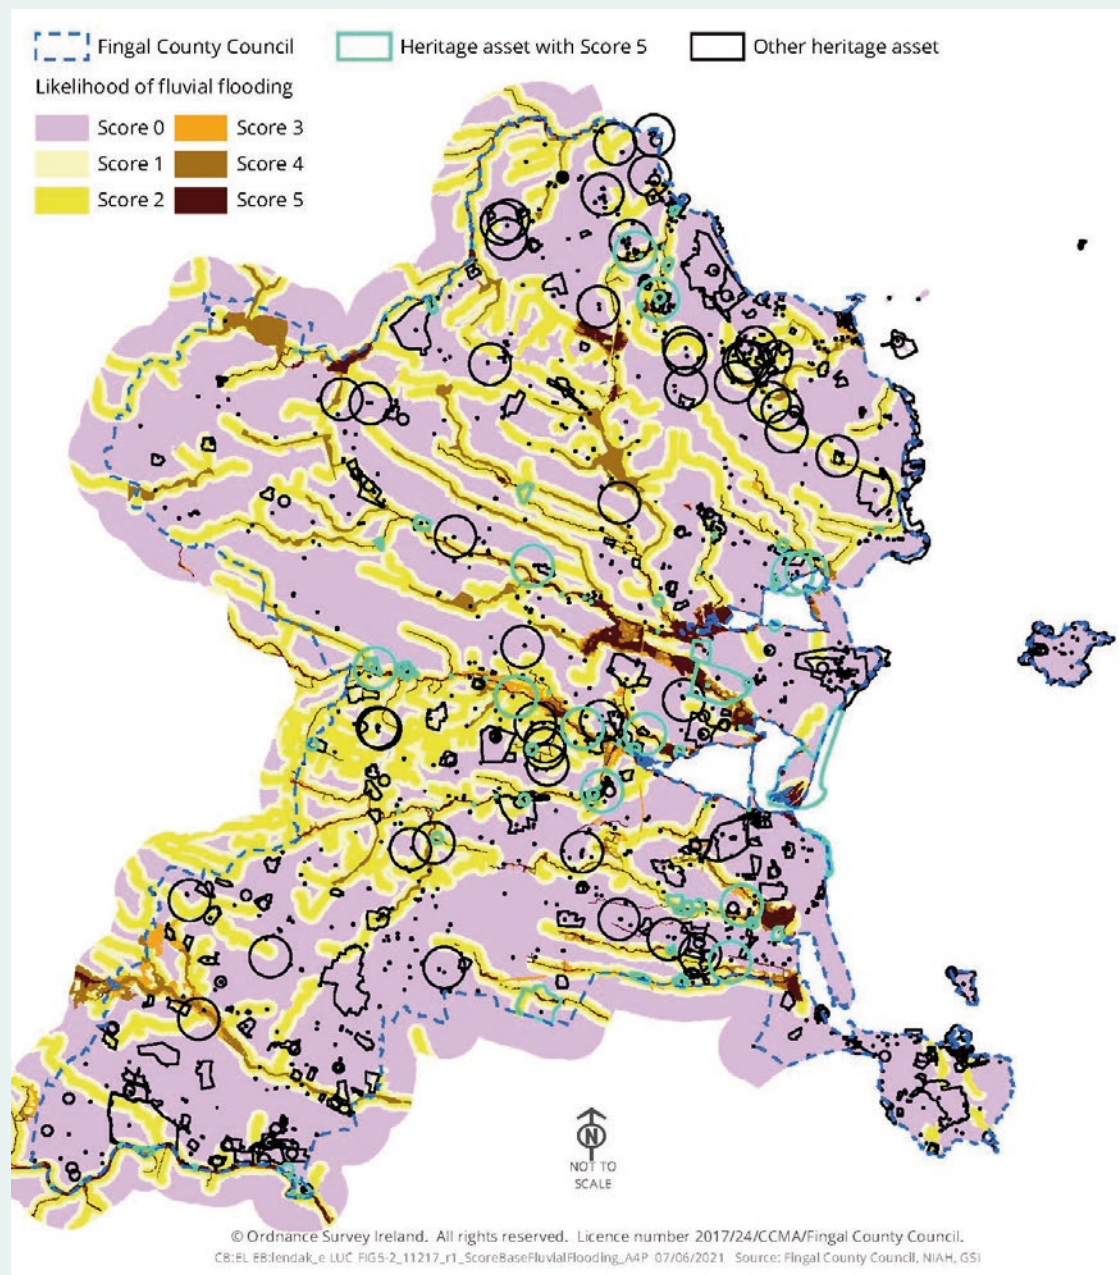 Fingal County Council
Heritage asset with Score 5
Other heritage asset
Likelihood of fluvial flooding
Score 0
Score 3
Score 1
Score 4
Score 2
Score 5
N
NOT TO
SCALE
© Ordnance Survey Ireland. All rights reserved. Licence number 2017/24/CCMA/Fingal County Council.
CB:EL EB:lendak_e LUC FIG5-2_11217_r1_ScoreBaseFluvialFlooding_A4P 07/06/2021 Source: Fingal County Council, NIAH, GSI